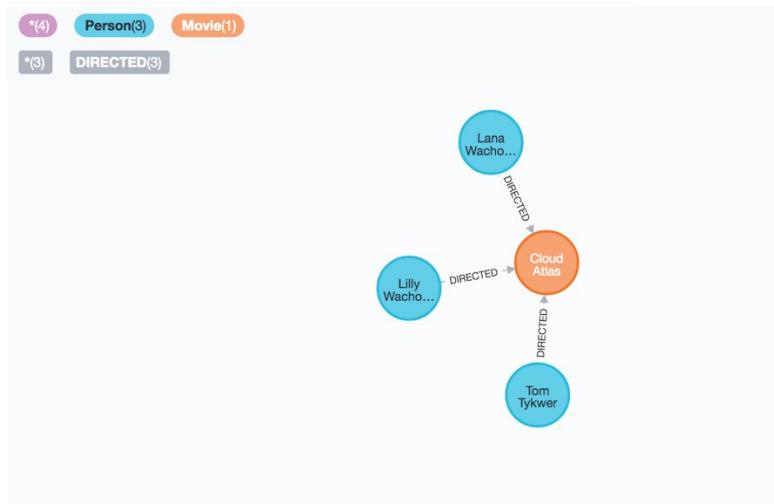 *(4) Person(3) Movie(1)
*(3) DIRECTED(3)
Lana
Wacho...
DIRECTED
Cloud
Atlas
DIRECTED
Lilly
Wacho...
DIRECTED
Tom
Tykwer